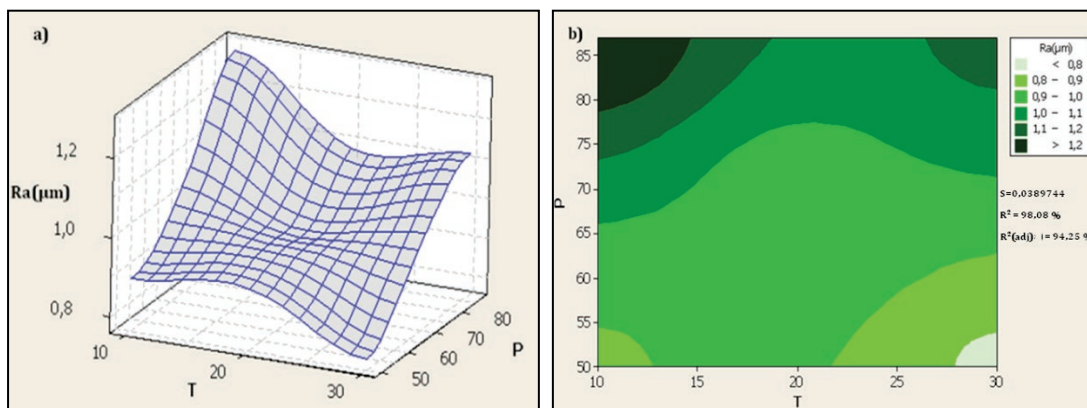 a)
1,2
Ra(µm)
1,0
0,8
10
20
30
T
50
60
70
80
P
b)
85
80
75
70
65
60
55
50
P
10
15
20
25
30
T
Ra(µm)
< 0,8
0,8 – 0,9
0,9 – 1,0
1,0 – 1,1
1,1 – 1,2
> 1,2
S=0.0389744
R² = 98.08 %
R²(adj) = 94.25 %